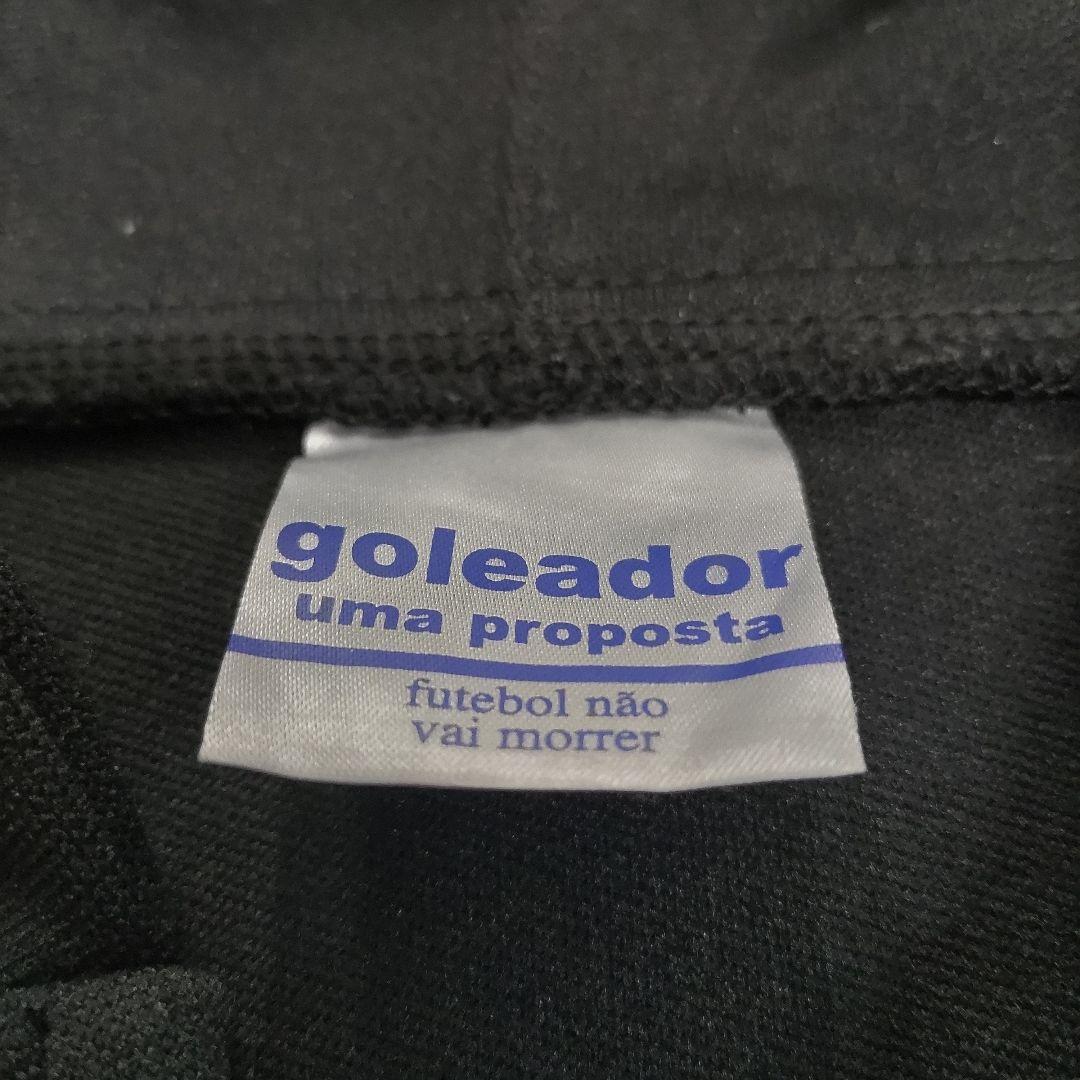 goleador
uma proposta
futebol não
vai morrer